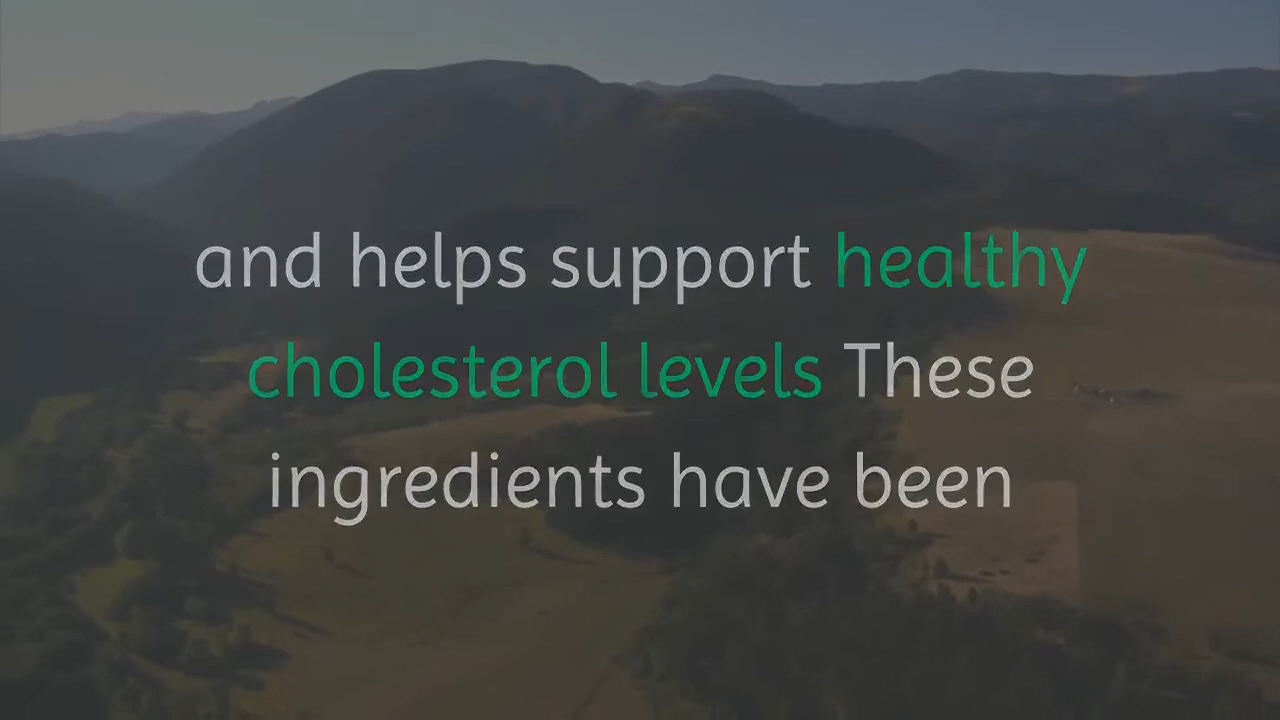 and helps support healthy
cholesterol levels These
ingredients have been